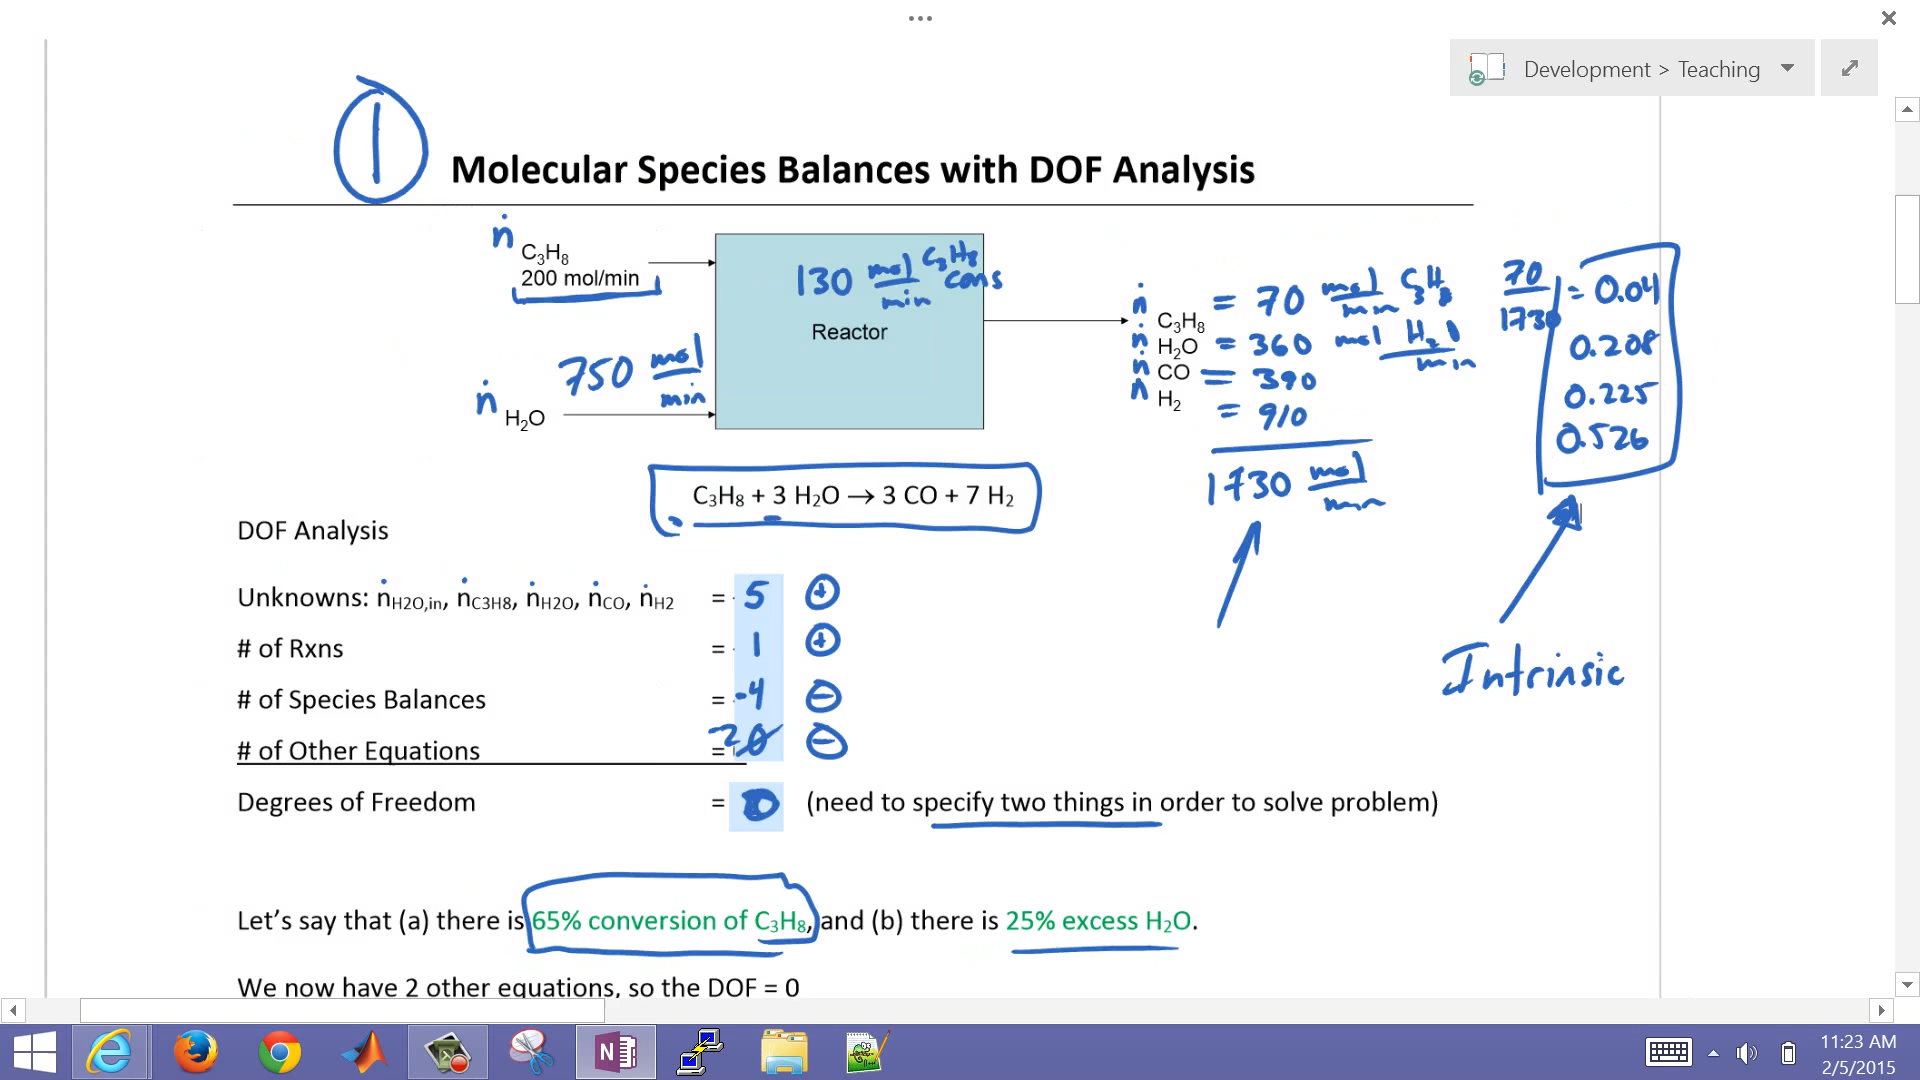 Development > Teaching
1
Molecular Species Balances with DOF Analysis
ṅ C₃H₈
200 mol/min
130 mol/min C₃H₈ cons
Reactor
750 mol/min
ṅ H₂O
ṅ C₃H₈ = 70 mol/min C₃H₈
ṅ H₂O = 360 mol H₂O/min
ṅ CO = 390
ṅ H₂ = 910
1730 mol/min
70/1730 = 0.04
0.208
0.225
0.526
Intrinsic
C₃H₈ + 3 H₂O → 3 CO + 7 H₂
DOF Analysis
Unknowns: ṅH2O,in, ṅC3H8, ṅH2O, ṅCO, ṅH2 = 5 +
# of Rxns = 1 +
# of Species Balances = -4 −
# of Other Equations = -2 0 −
Degrees of Freedom = 0 (need to specify two things in order to solve problem)
Let’s say that (a) there is 65% conversion of C₃H₈, and (b) there is 25% excess H₂O.
We now have 2 other equations, so the DOF = 0
11:23 AM
2/5/2015